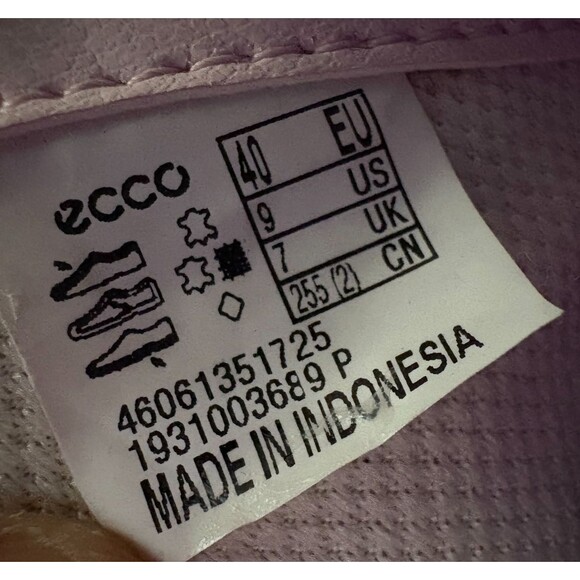 ecco
40 EU
9 US
7 UK
255 (2) CN
46061351725
1931003689 P
MADE IN INDONESIA